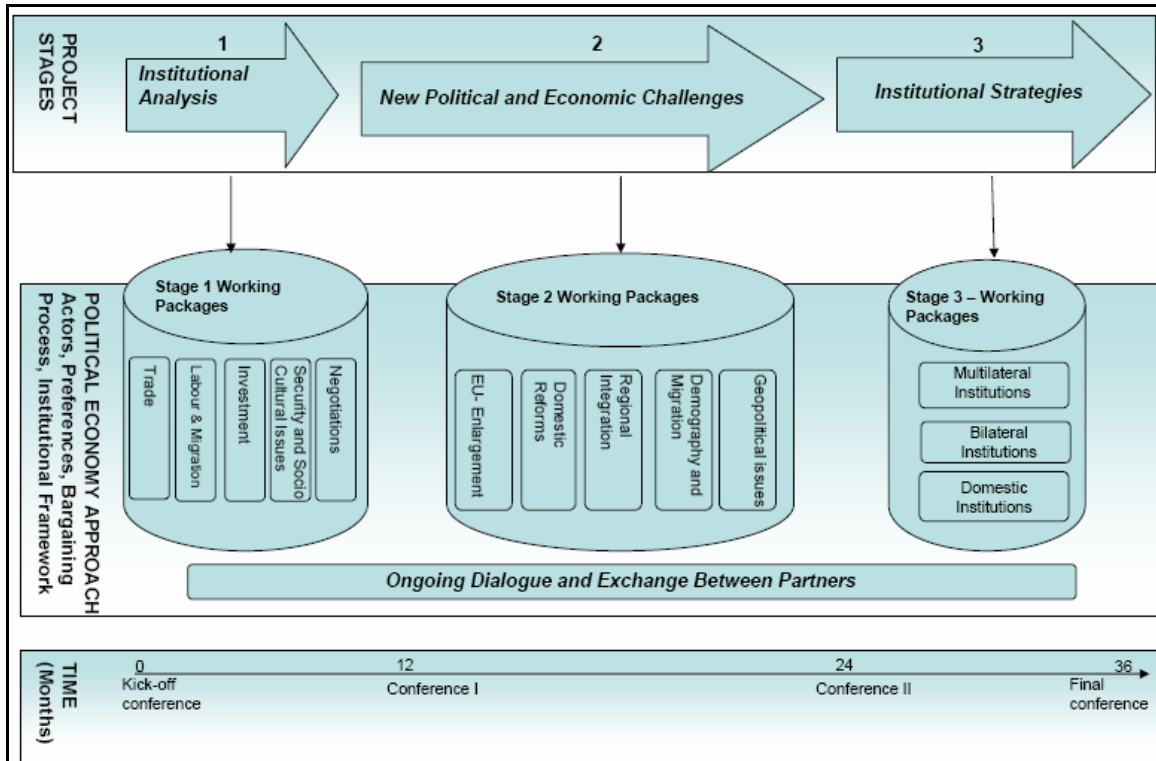 PROJECT
STAGES
1
Institutional
Analysis
2
New Political and Economic Challenges
3
Institutional Strategies
POLITICAL ECONOMY APPROACH
Actors, Preferences, Bargaining
Process, Institutional Framework
Stage 1 Working
Packages
Trade
Labour & Migration
Investment
Security and Socio
Cultural Issues
Negotiations
Stage 2 Working Packages
EU- Enlargement
Domestic
Reforms
Regional
Integration
Demography and
Migration
Geopolitical issues
Stage 3 – Working
Packages
Multilateral
Institutions
Bilateral
Institutions
Domestic
Institutions
Ongoing Dialogue and Exchange Between Partners
TIME
(Months)
0
Kick-off
conference
12
Conference I
24
Conference II
36
Final
conference